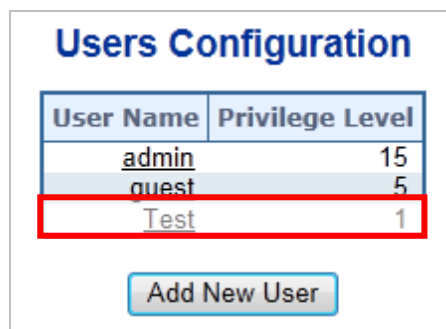 Users Configuration
User Name Privilege Level
admin 15
guest 5
Test 1
Add New User